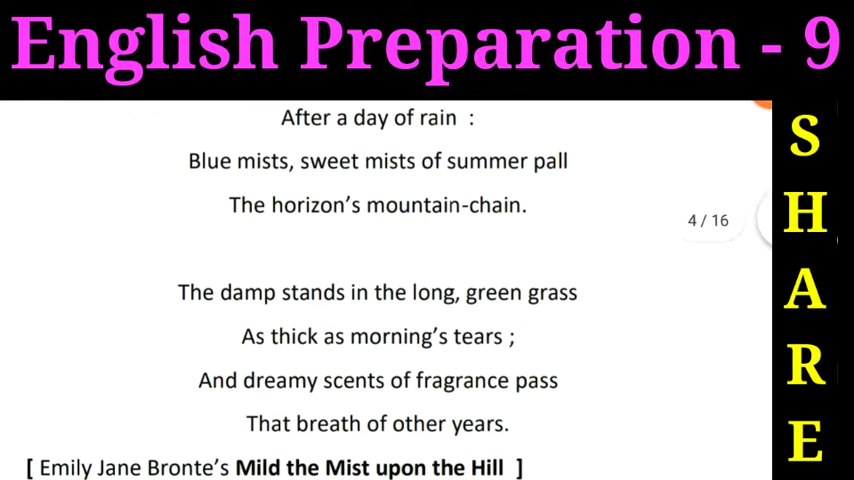 English Preparation - 9
After a day of rain :
Blue mists, sweet mists of summer pall
The horizon's mountain-chain.
4 / 16
The damp stands in the long, green grass
As thick as morning's tears ;
And dreamy scents of fragrance pass
That breath of other years.
[ Emily Jane Bronte's Mild the Mist upon the Hill ]
S
H
A
R
E